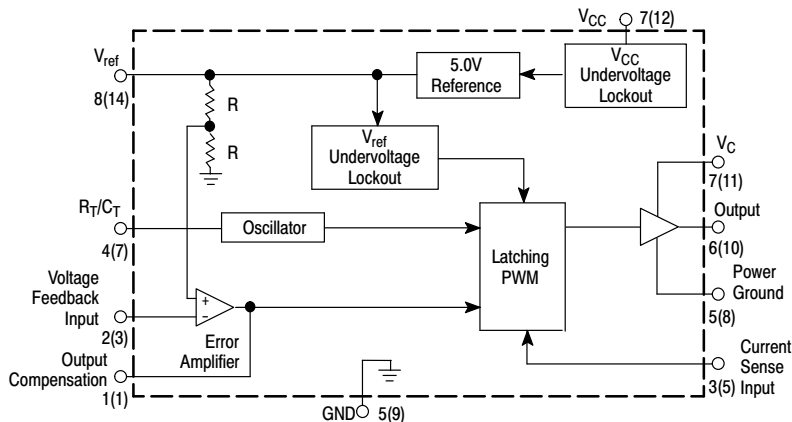 VCC 7(12)
Vref
8(14)
5.0V
Reference
VCC
Undervoltage
Lockout
R
R
Vref
Undervoltage
Lockout
VC
7(11)
RT/CT
4(7)
Oscillator
Latching
PWM
Output
6(10)
Voltage
Feedback
Input
2(3)
+
−
Error
Amplifier
Power
Ground
5(8)
Output
Compensation
1(1)
Current
Sense
Input
3(5)
GND 5(9)